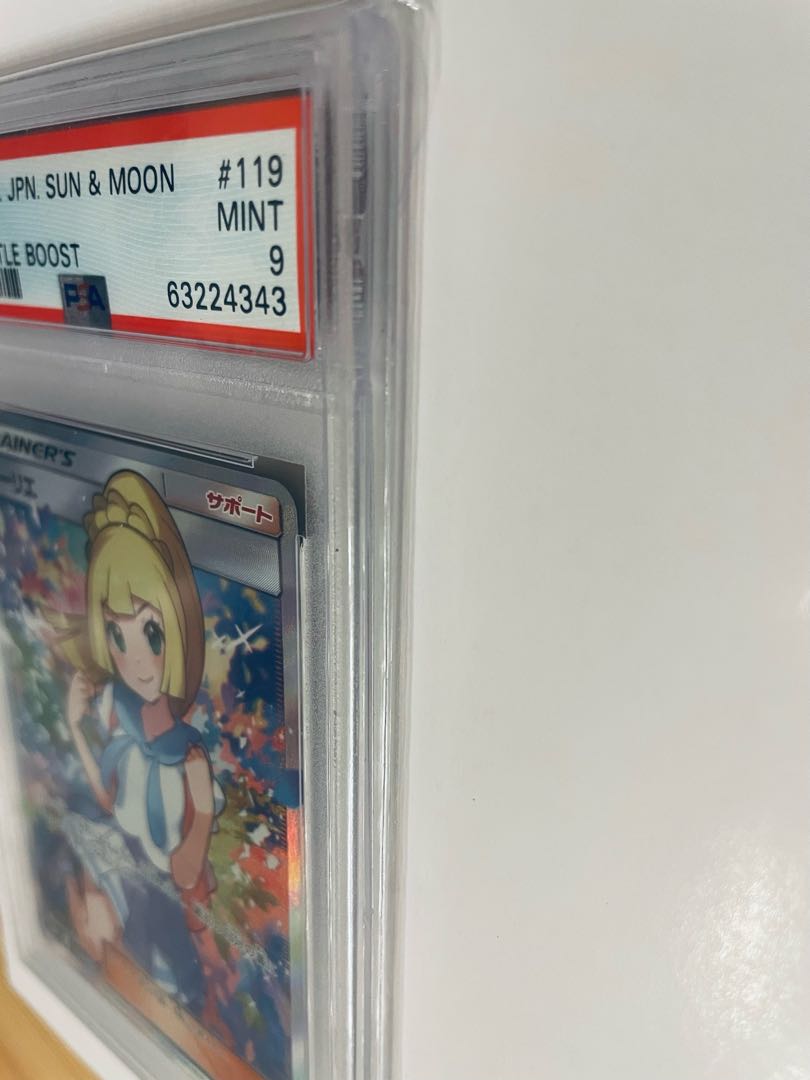 JPN. SUN & MOON #119
MINT
TLE BOOST 9
PSA 63224343
AINER'S
ーリエ サポート